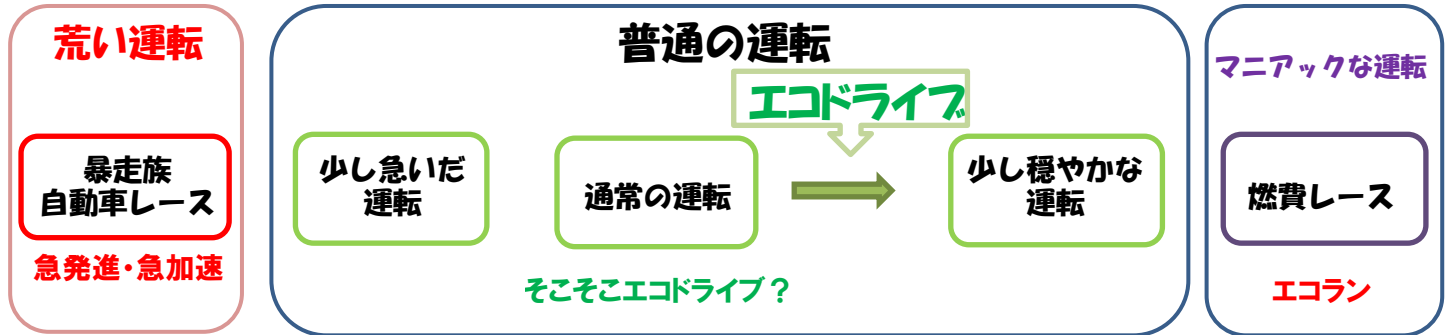 荒い運転
暴走族
自動車レース
急発進・急加速
普通の運転
エコドライブ
少し急いだ
運転
通常の運転
少し穏やかな
運転
そこそこエコドライブ？
マニアックな運転
燃費レース
エコラン